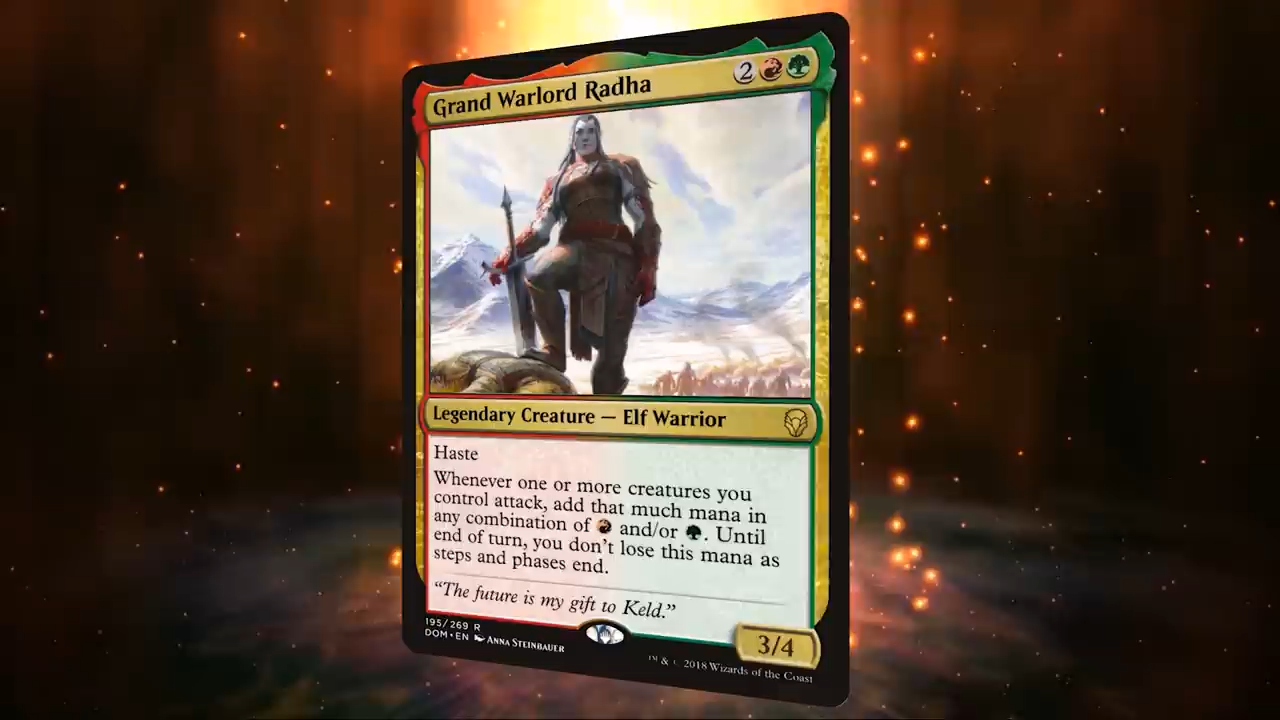 Grand Warlord Radha 2
Legendary Creature — Elf Warrior
Haste
Whenever one or more creatures you
control attack, add that much mana in
any combination of and/or . Until
end of turn, you don't lose this mana as
steps and phases end.
"The future is my gift to Keld."
195/269 R
DOM • EN Anna Steinbauer
3/4
™ & © 2018 Wizards of the Coast